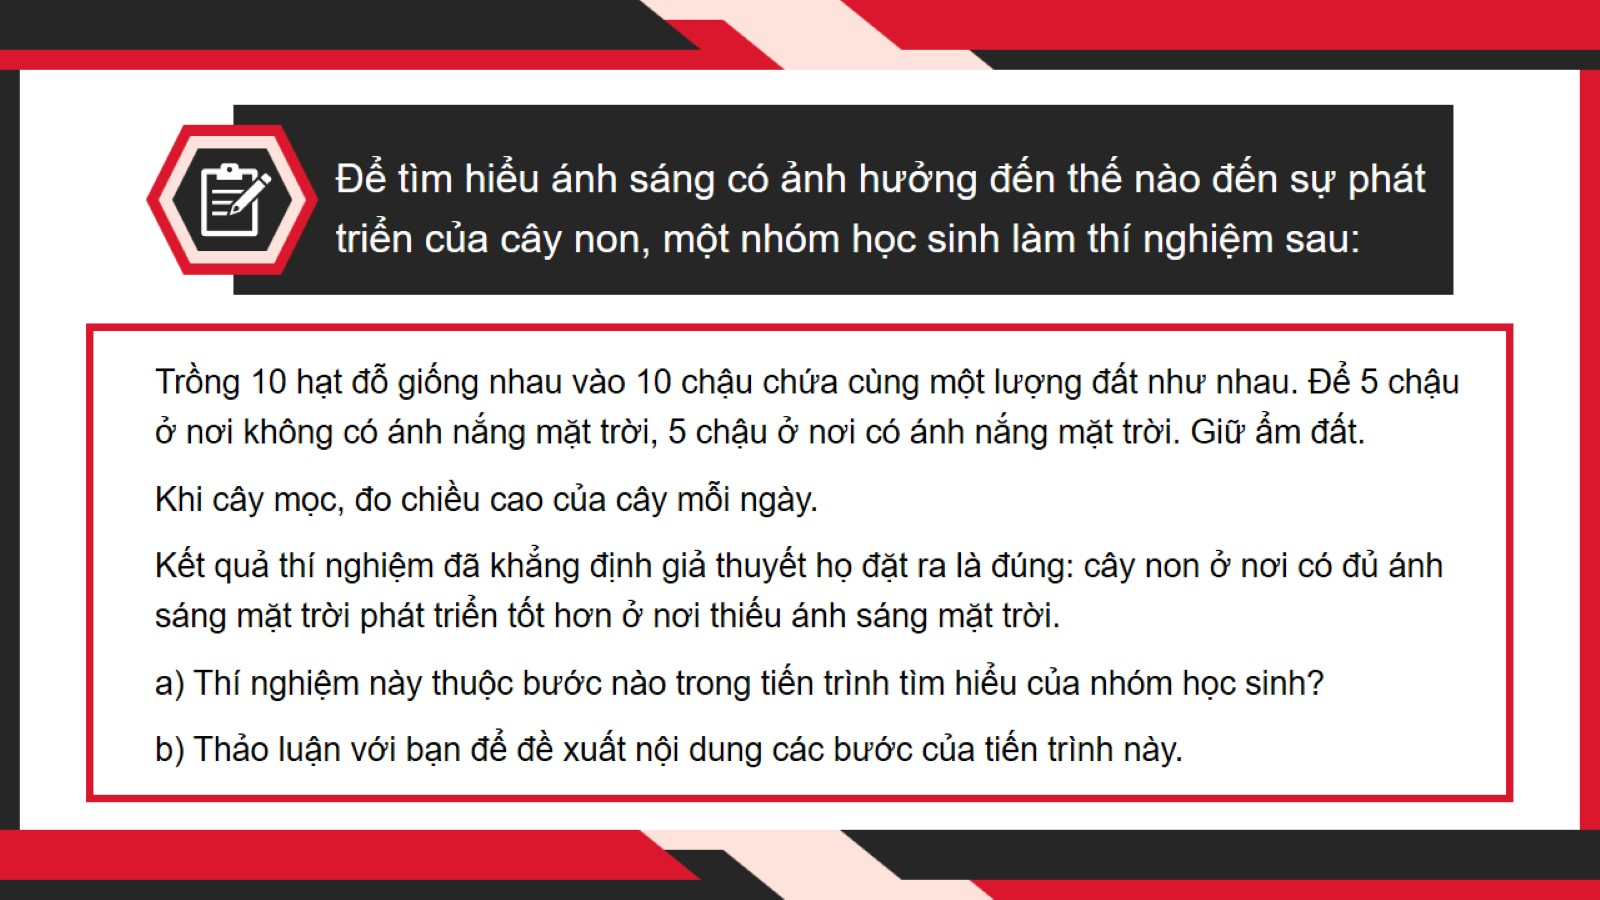 Để tìm hiểu ánh sáng có ảnh hưởng đến thế nào đến sự phát
triển của cây non, một nhóm học sinh làm thí nghiệm sau:
Trồng 10 hạt đỗ giống nhau vào 10 chậu chứa cùng một lượng đất như nhau. Để 5 chậu
ở nơi không có ánh nắng mặt trời, 5 chậu ở nơi có ánh nắng mặt trời. Giữ ẩm đất.
Khi cây mọc, đo chiều cao của cây mỗi ngày.
Kết quả thí nghiệm đã khẳng định giả thuyết họ đặt ra là đúng: cây non ở nơi có đủ ánh
sáng mặt trời phát triển tốt hơn ở nơi thiếu ánh sáng mặt trời.
a) Thí nghiệm này thuộc bước nào trong tiến trình tìm hiểu của nhóm học sinh?
b) Thảo luận với bạn để đề xuất nội dung các bước của tiến trình này.